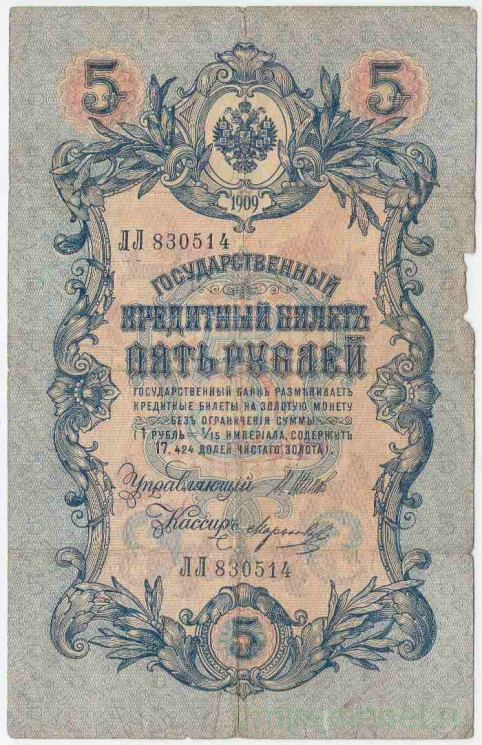 5 5
1909
ЛЛ 830514
ГОСУДАРСТВЕННЫЙ
КРЕДИТНЫЙ БИЛЕТЪ
ПЯТЬ РУБЛЕЙ
ГОСУДАРСТВЕННЫЙ БАНКЪ РАЗМѢНИВАЕТЪ
КРЕДИТНЫЕ БИЛЕТЫ НА ЗОЛОТУЮ МОНЕТУ
БЕЗЪ ОГРАНИЧЕНІЯ СУММЫ
(1 РУБЛЬ = 1/15 ИМПЕРІАЛА, СОДЕРЖИТЪ
17,424 ДОЛЕЙ ЧИСТАГО ЗОЛОТА).
Управляющій
Кассиръ
ЛЛ 830514
5